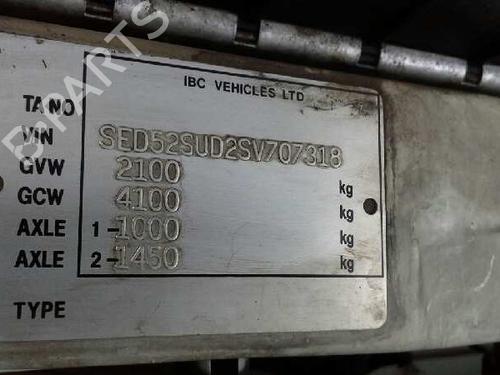 IBC VEHICLES LTD
TA NO
VIN SED52SUD2SV707318
GVW 2100 kg
GCW 4100 kg
AXLE 1-1000 kg
AXLE 2-1450 kg
TYPE
B-PARTS